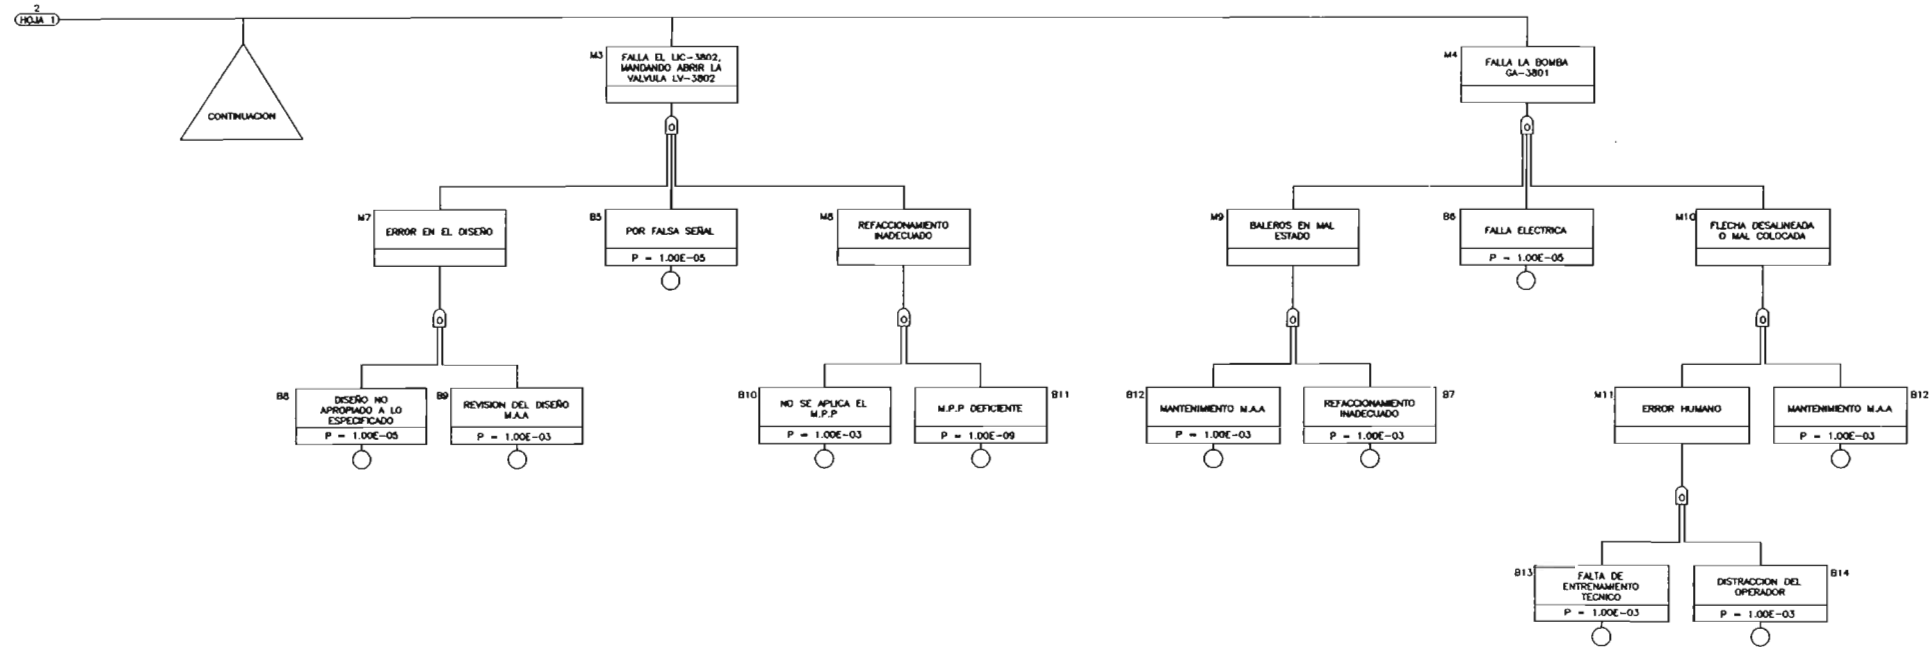 2
HOJA 1
CONTINUACION
M3
FALLA EL LIC-3802,
MANDANDO ABRIR LA
VALVULA LV-3802
M4
FALLA LA BOMBA
GA-3801
O
O
M7
ERROR EN EL DISEÑO
B5
POR FALSA SEÑAL
P = 1.00E-05
M8
REFACCIONAMIENTO
INADECUADO
M9
BALEROS EN MAL
ESTADO
B6
FALLA ELECTRICA
P = 1.00E-05
M10
FLECHA DESALINEADA
O MAL COLOCADA
O
O
O
O
B8
DISEÑO NO
APROPIADO A LO
ESPECIFICADO
P = 1.00E-05
B9
REVISION DEL DISEÑO
M.A.A
P = 1.00E-03
B10
NO SE APLICA EL
M.P.P
P = 1.00E-03
M.P.P DEFICIENTE
P = 1.00E-09
B11
B12
MANTENIMIENTO M.A.A
P = 1.00E-03
REFACCIONAMIENTO
INADECUADO
P = 1.00E-03
B7
M11
ERROR HUMANO
MANTENIMIENTO M.A.A
P = 1.00E-03
B12
O
B13
FALTA DE
ENTRENAMIENTO
TECNICO
P = 1.00E-03
DISTRACCION DEL
OPERADOR
P = 1.00E-03
B14